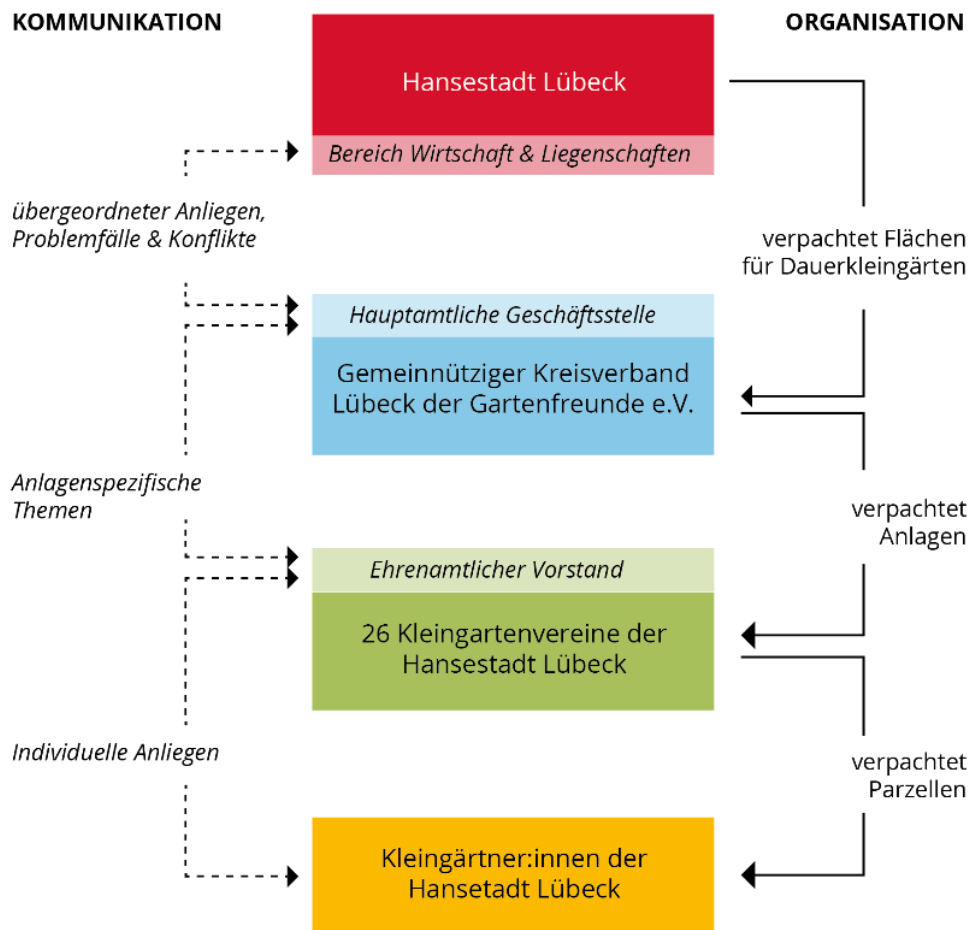 KOMMUNIKATION
ORGANISATION
Hansestadt Lübeck
Bereich Wirtschaft & Liegenschaften
übergeordneter Anliegen,
Problemfälle & Konflikte
verpachtet Flächen
für Dauerkleingärten
Hauptamtliche Geschäftsstelle
Gemeinnütziger Kreisverband
Lübeck der Gartenfreunde e.V.
Anlagenspezifische
Themen
verpachtet
Anlagen
Ehrenamtlicher Vorstand
26 Kleingartenvereine der
Hansestadt Lübeck
Individuelle Anliegen
verpachtet
Parzellen
Kleingärtner:innen der
Hansetadt Lübeck